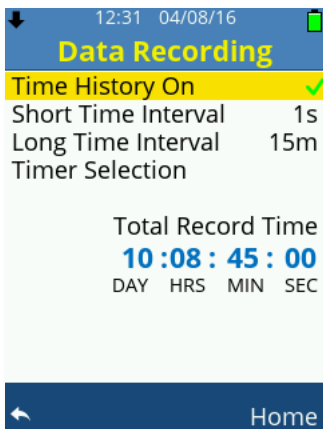 12:31 04/08/16
Data Recording
Time History On
Short Time Interval 1s
Long Time Interval 15m
Timer Selection
Total Record Time
10 :08 : 45 : 00
DAY HRS MIN SEC
Home